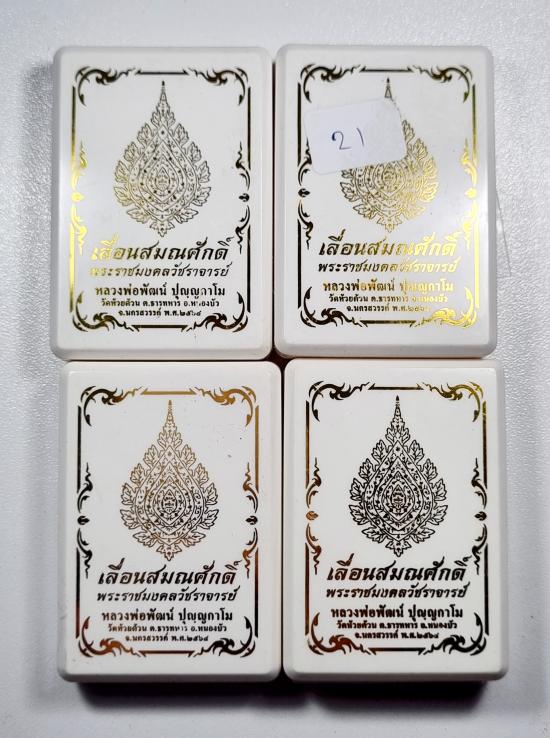 เลื่อนสมณศักดิ์
พระราชมงคลวัชราจารย์
หลวงพ่อพัฒน์ ปุญฺญกาโม
วัดห้วยด้วน ต.ธารทหาร อ.หนองบัว
จ.นครสวรรค์ พ.ศ.๒๕๖๔
21
เลื่อนสมณศักดิ์
พระราชมงคลวัชราจารย์
หลวงพ่อพัฒน์ ปุญฺญกาโม
วัดห้วยด้วน ต.ธารทหาร อ.หนองบัว
จ.นครสวรรค์ พ.ศ.๒๕๖๔
เลื่อนสมณศักดิ์
พระราชมงคลวัชราจารย์
หลวงพ่อพัฒน์ ปุญฺญกาโม
วัดห้วยด้วน ต.ธารทหาร อ.หนองบัว
จ.นครสวรรค์ พ.ศ.๒๕๖๔
เลื่อนสมณศักดิ์
พระราชมงคลวัชราจารย์
หลวงพ่อพัฒน์ ปุญฺญกาโม
วัดห้วยด้วน ต.ธารทหาร อ.หนองบัว
จ.นครสวรรค์ พ.ศ.๒๕๖๔